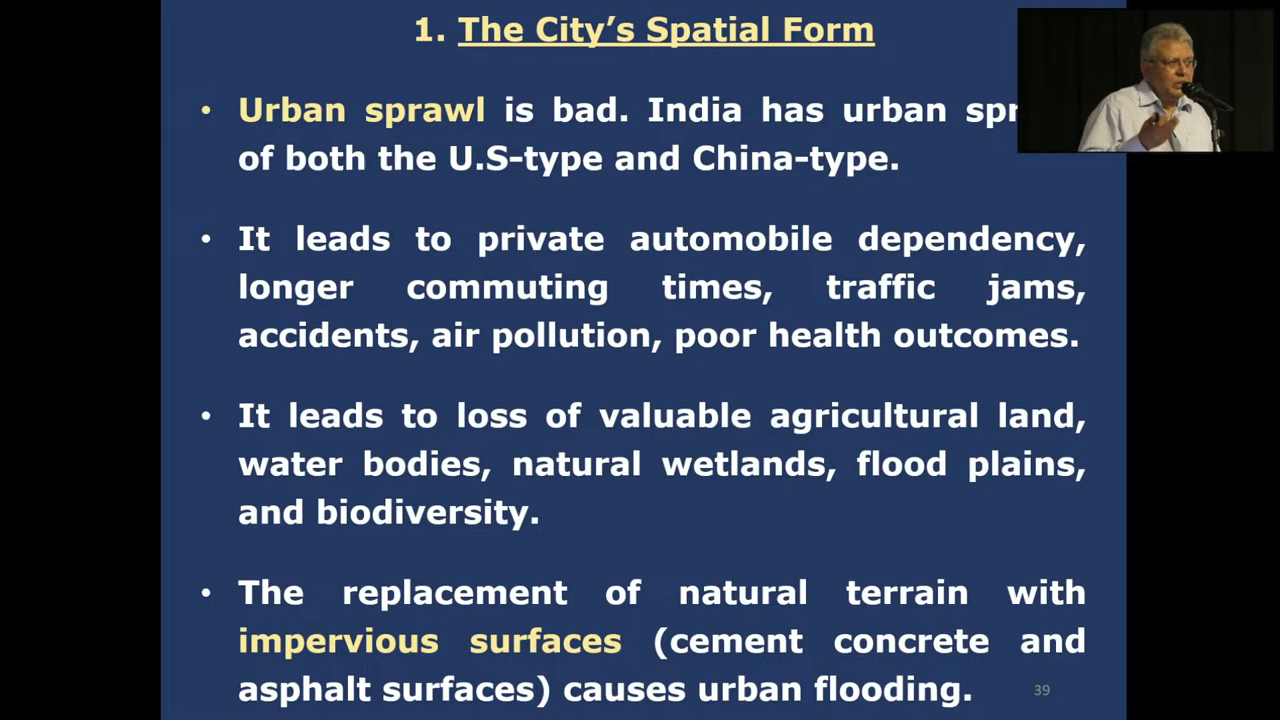 1. The City's Spatial Form
• Urban sprawl is bad. India has urban
of both the U.S-type and China-type.
• It leads to private automobile dependency,
longer commuting times, traffic jams,
accidents, air pollution, poor health outcomes.
• It leads to loss of valuable agricultural land,
water bodies, natural wetlands, flood plains,
and biodiversity.
• The replacement of natural terrain with
impervious surfaces (cement concrete and
asphalt surfaces) causes urban flooding.
39